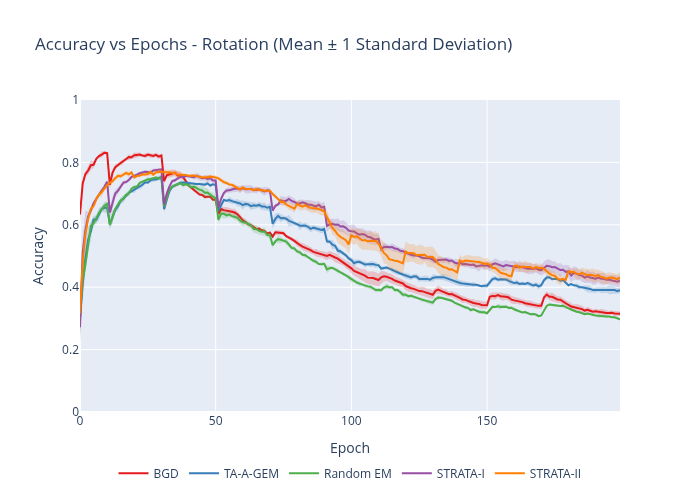 Accuracy vs Epochs - Rotation (Mean ± 1 Standard Deviation)
1
0.8
0.6
0.4
0.2
0
Accuracy
0 50 100 150
Epoch
BGD TA-A-GEM Random EM STRATA-I STRATA-II